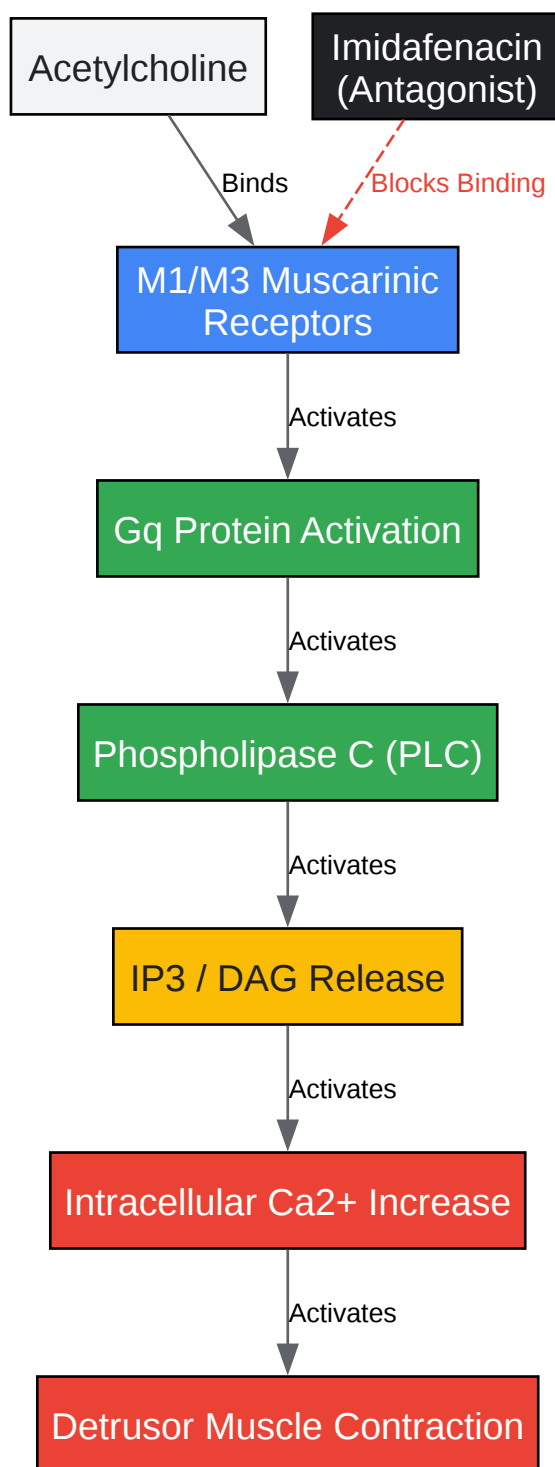 Acetylcholine
Imidafenacin
(Antagonist)
Binds
Blocks Binding
M1/M3 Muscarinic
Receptors
Activates
Gq Protein Activation
Activates
Phospholipase C (PLC)
Activates
IP3 / DAG Release
Activates
Intracellular Ca2+ Increase
Activates
Detrusor Muscle Contraction